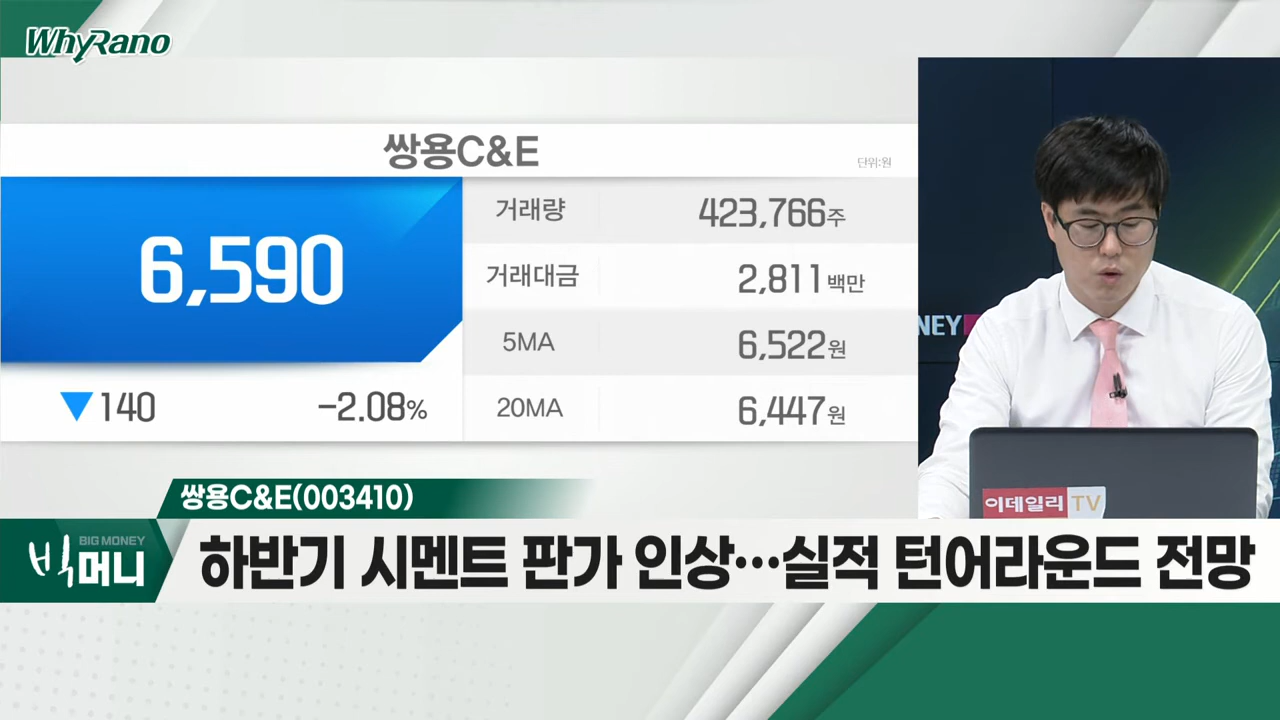 WhyRano
쌍용C&E
단위:원
6,590
▼140 -2.08%
거래량 423,766주
거래대금 2,811백만
5MA 6,522원
20MA 6,447원
NEY
이데일리 TV
쌍용C&E(003410)
BIG MONEY
빅머니
하반기 시멘트 판가 인상…실적 턴어라운드 전망